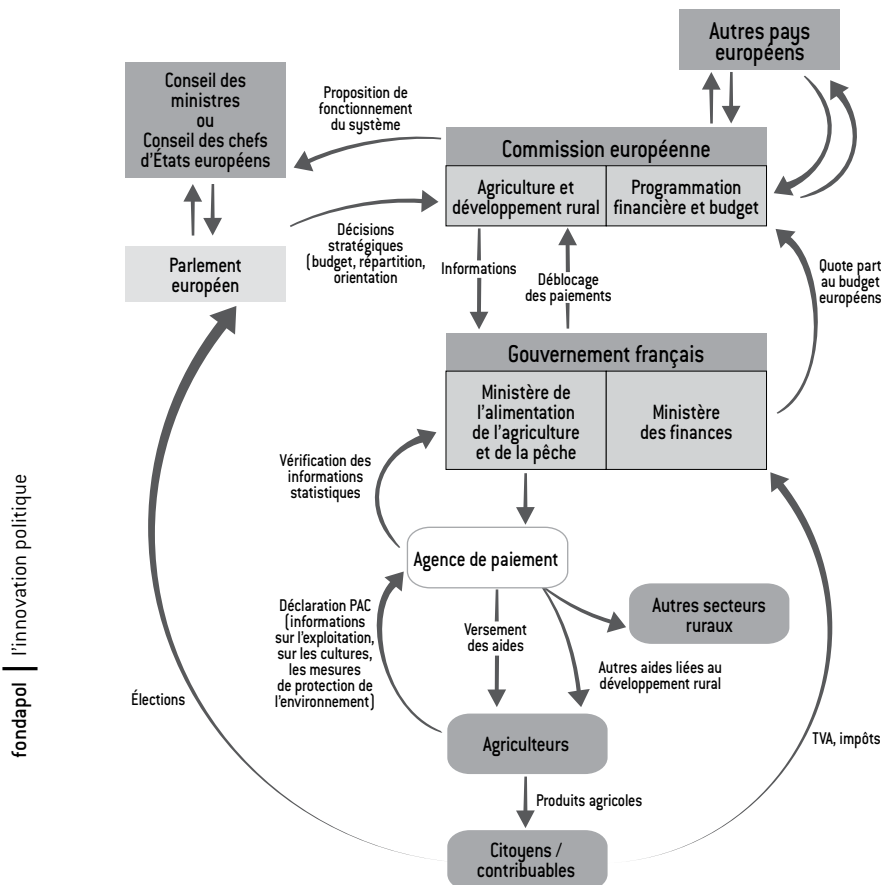 Autres pays
européens
Conseil des
ministres
ou
Conseil des chefs
d'États européens
Proposition de
fonctionnement
du système
Commission européenne
Agriculture et
développement rural
Programmation
financière et budget
Décisions
stratégiques
(budget, répartition,
orientation
Parlement
européen
Informations
Déblocage
des paiements
Quote part
au budget
européens
Gouvernement français
Ministère de
l'alimentation
de l'agriculture
et de la pêche
Ministère
des finances
Vérification des
informations
statistiques
Agence de paiement
Déclaration PAC
(informations
sur l'exploitation,
sur les cultures,
les mesures
de protection de
l'environnement)
Versement
des aides
Autres secteurs
ruraux
Autres aides liées au
développement rural
Élections
Agriculteurs
TVA, impôts
Produits agricoles
Citoyens /
contribuables
fondapol | l'innovation politique